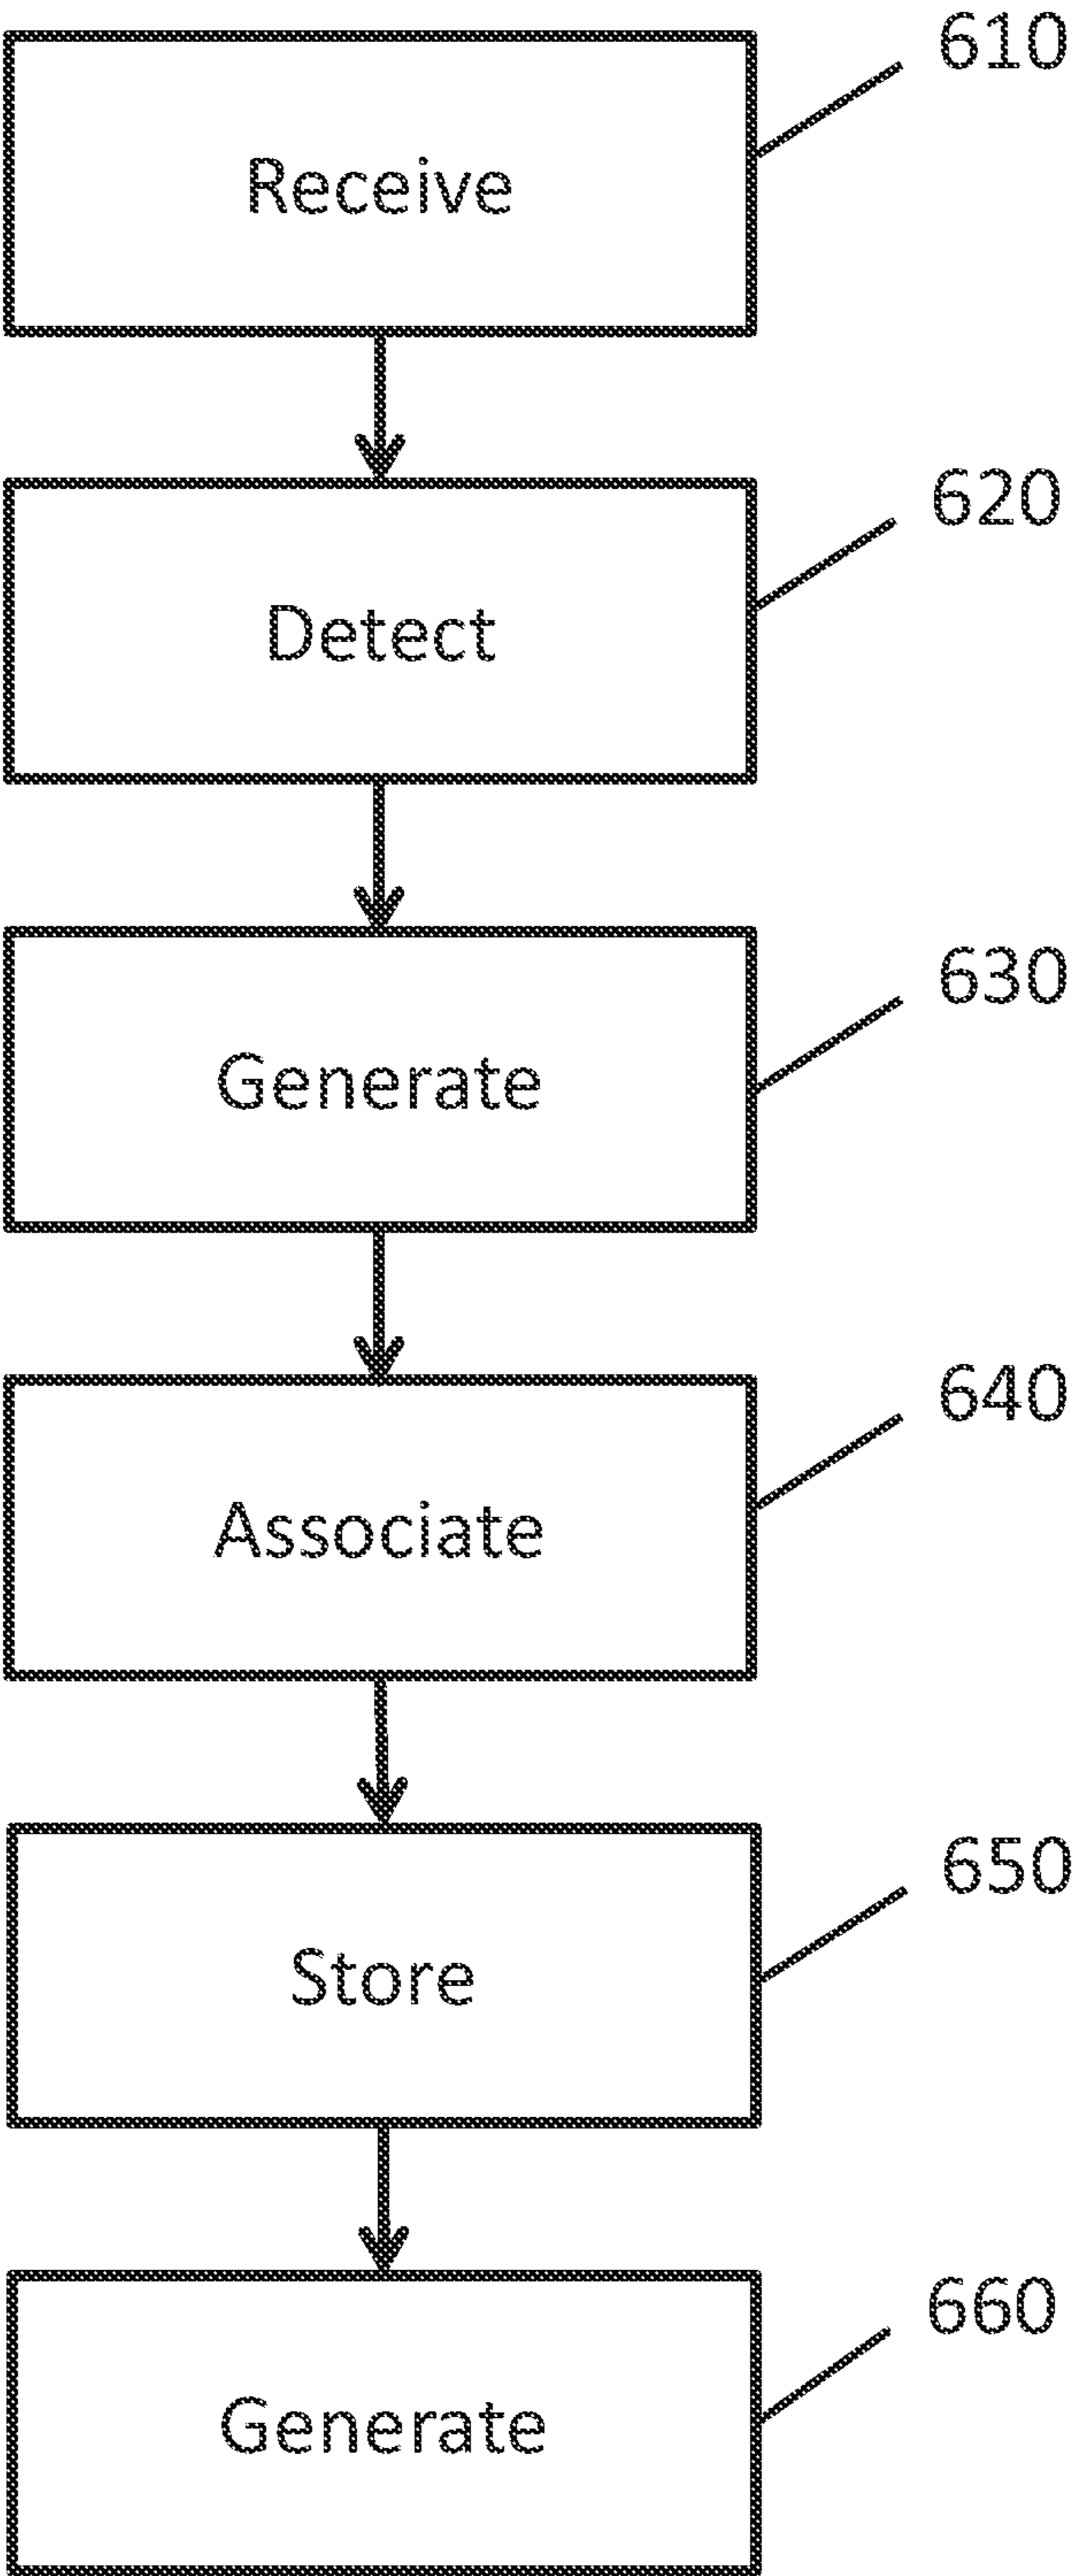 610
Receive
620
Detect
630
Generate
640
Associate
650
Store
660
Generate